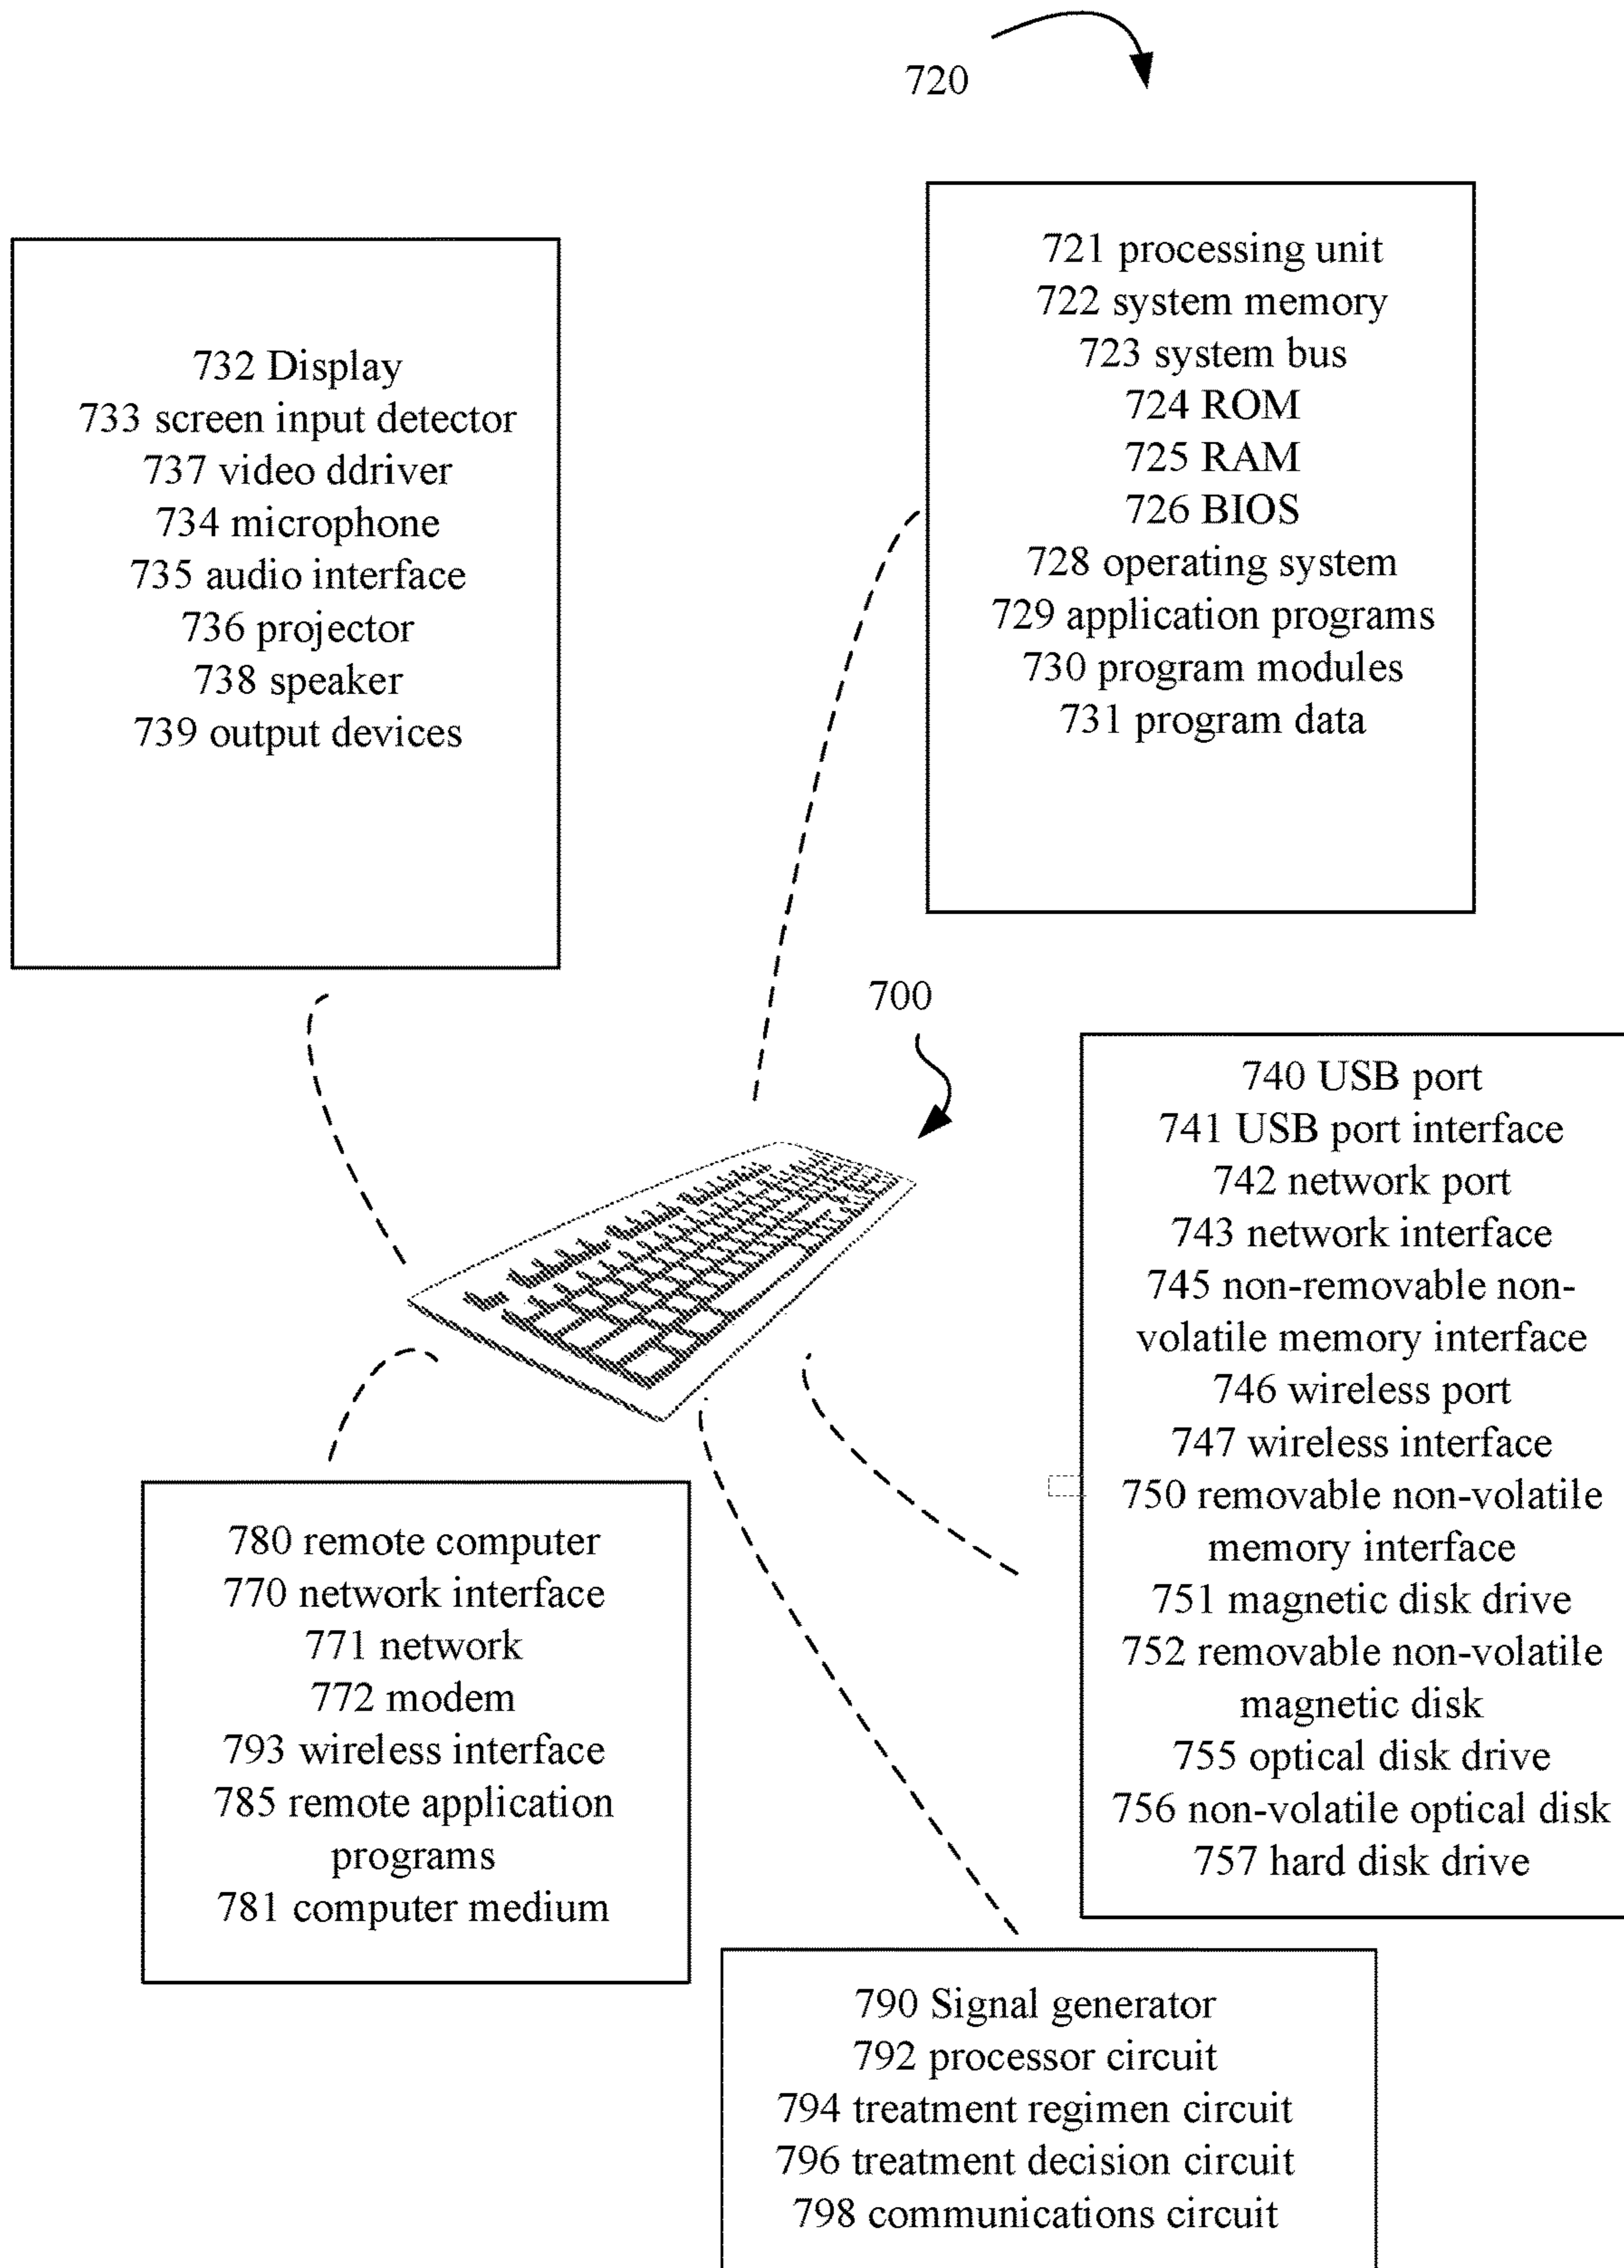 720
721 processing unit
722 system memory
723 system bus
724 ROM
725 RAM
726 BIOS
728 operating system
729 application programs
730 program modules
731 program data
732 Display
733 screen input detector
737 video ddriver
734 microphone
735 audio interface
736 projector
738 speaker
739 output devices
700
740 USB port
741 USB port interface
742 network port
743 network interface
745 non-removable non-
volatile memory interface
746 wireless port
747 wireless interface
750 removable non-volatile
memory interface
751 magnetic disk drive
752 removable non-volatile
magnetic disk
755 optical disk drive
756 non-volatile optical disk
757 hard disk drive
780 remote computer
770 network interface
771 network
772 modem
793 wireless interface
785 remote application
programs
781 computer medium
790 Signal generator
792 processor circuit
794 treatment regimen circuit
796 treatment decision circuit
798 communications circuit